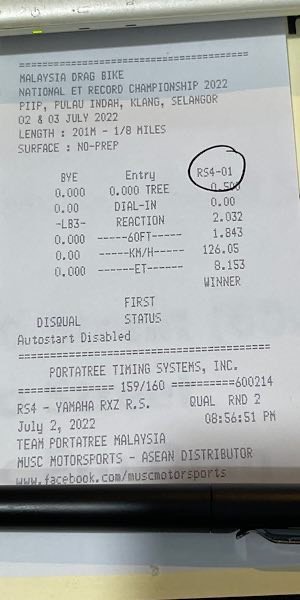 ========================================
MALAYSIA DRAG BIKE
NATIONAL ET RECORD CHAMPIONSHIP 2022
PIIP, PULAU INDAH, KLANG, SELANGOR
02 & 03 JULY 2022
LENGTH : 201M - 1/8 MILES
SURFACE : NO-PREP
BYE Entry RS4-01
0.000 0.000 TREE 0.500
0.00 DIAL-IN 0.00
-LB3- REACTION 2.032
0.000 -----60FT----- 1.843
0.00 -----KM/H----- 126.05
0.000 ------ET------ 8.153
WINNER
FIRST
DISQUAL STATUS
Autostart Disabled
========================================
PORTATREE TIMING SYSTEMS, INC.
=============== 159/160 ==========600214
RS4 - YAMAHA RXZ R.S. QUAL RND 2
July 2, 2022 08:56:51 PM
TEAM PORTATREE MALAYSIA
MUSC MOTORSPORTS - ASEAN DISTRIBUTOR
www.facebook.com/muscmotorsports